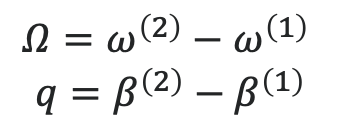 Ω = ω⁽²⁾ − ω⁽¹⁾
q = β⁽²⁾ − β⁽¹⁾